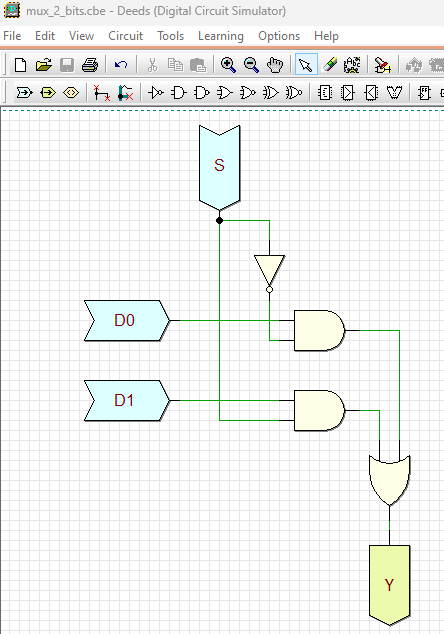 mux_2_bits.cbe - Deeds (Digital Circuit Simulator)
File Edit View Circuit Tools Learning Options Help
S
D0
D1
Y